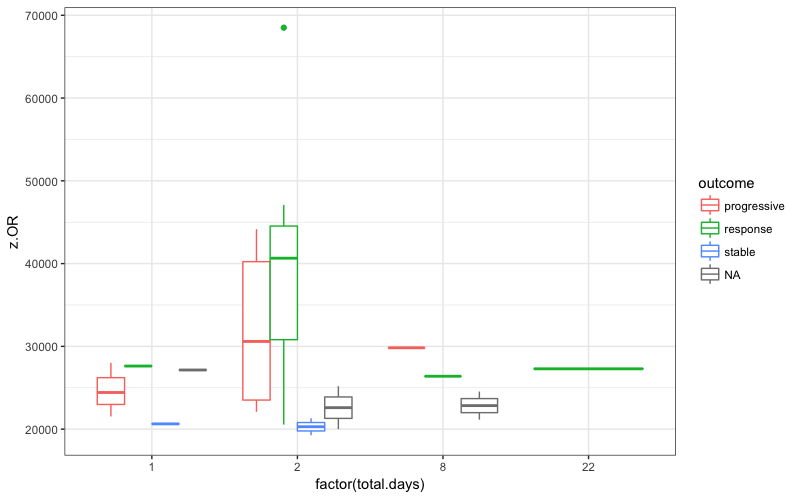 z.OR
70000
60000
50000
40000
30000
20000
1 2 8 22
factor(total.days)
outcome
progressive
response
stable
NA